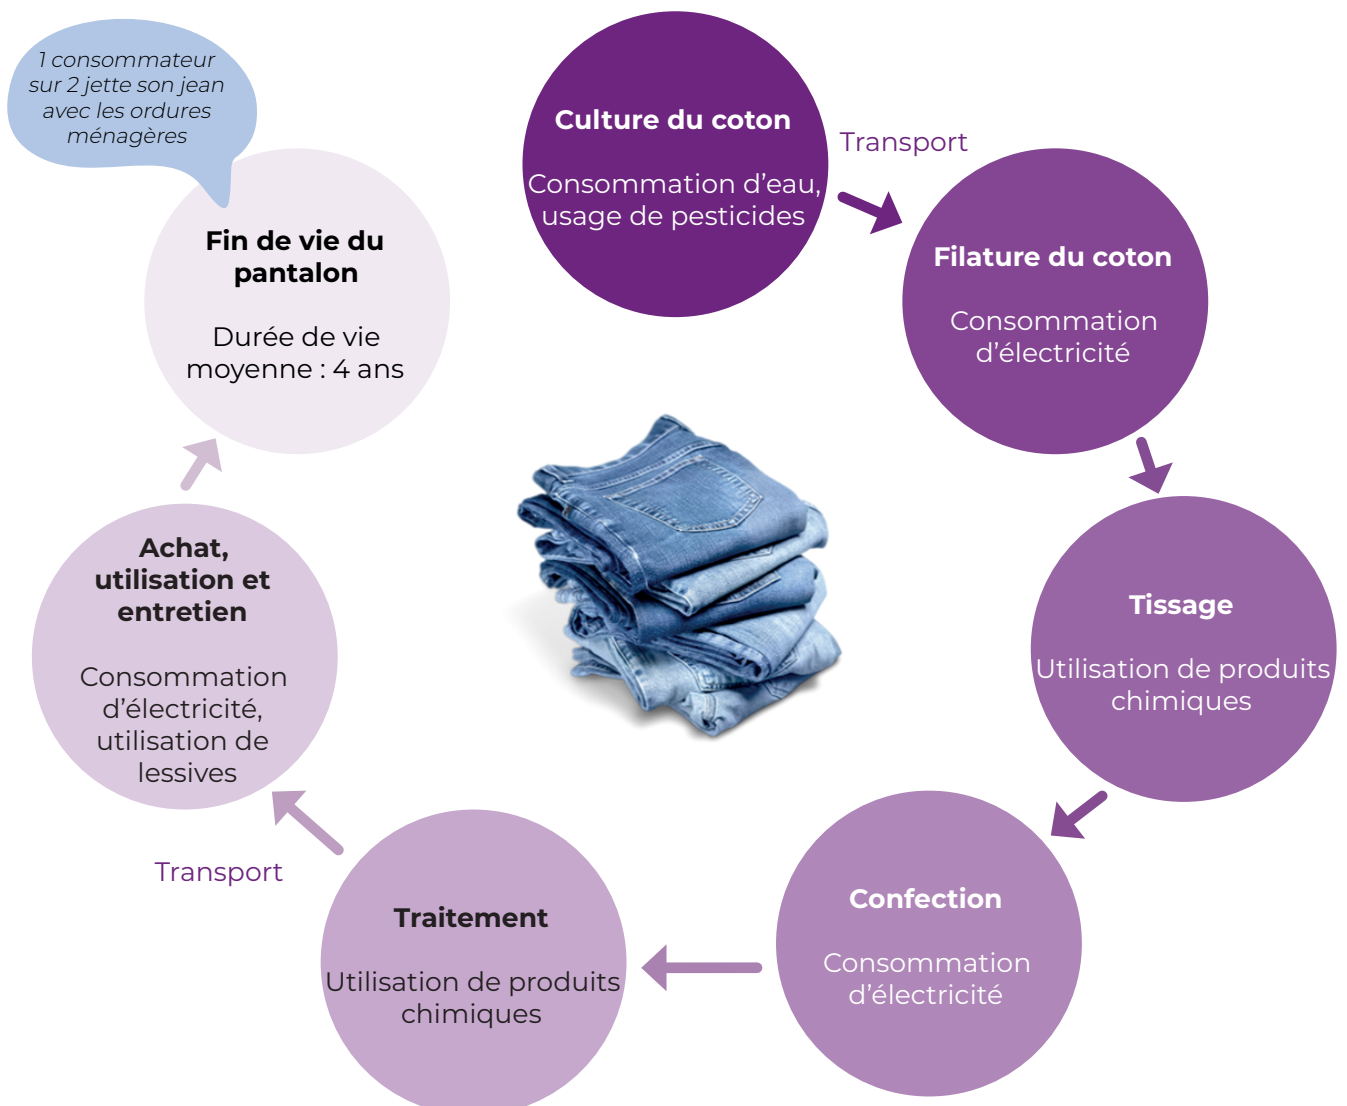 1 consommateur
sur 2 jette son jean
avec les ordures
ménagères
Culture du coton
Consommation d’eau,
usage de pesticides
Transport
Filature du coton
Consommation
d’électricité
Tissage
Utilisation de produits
chimiques
Confection
Consommation
d’électricité
Traitement
Utilisation de produits
chimiques
Transport
Achat,
utilisation et
entretien
Consommation
d’électricité,
utilisation de
lessives
Fin de vie du
pantalon
Durée de vie
moyenne : 4 ans